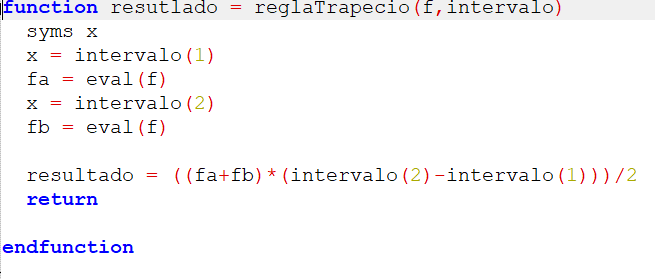 function resutlado = reglaTrapecio(f,intervalo)
syms x
x = intervalo(1)
fa = eval(f)
x = intervalo(2)
fb = eval(f)
resultado = ((fa+fb)*(intervalo(2)-intervalo(1)))/2
return
endfunction